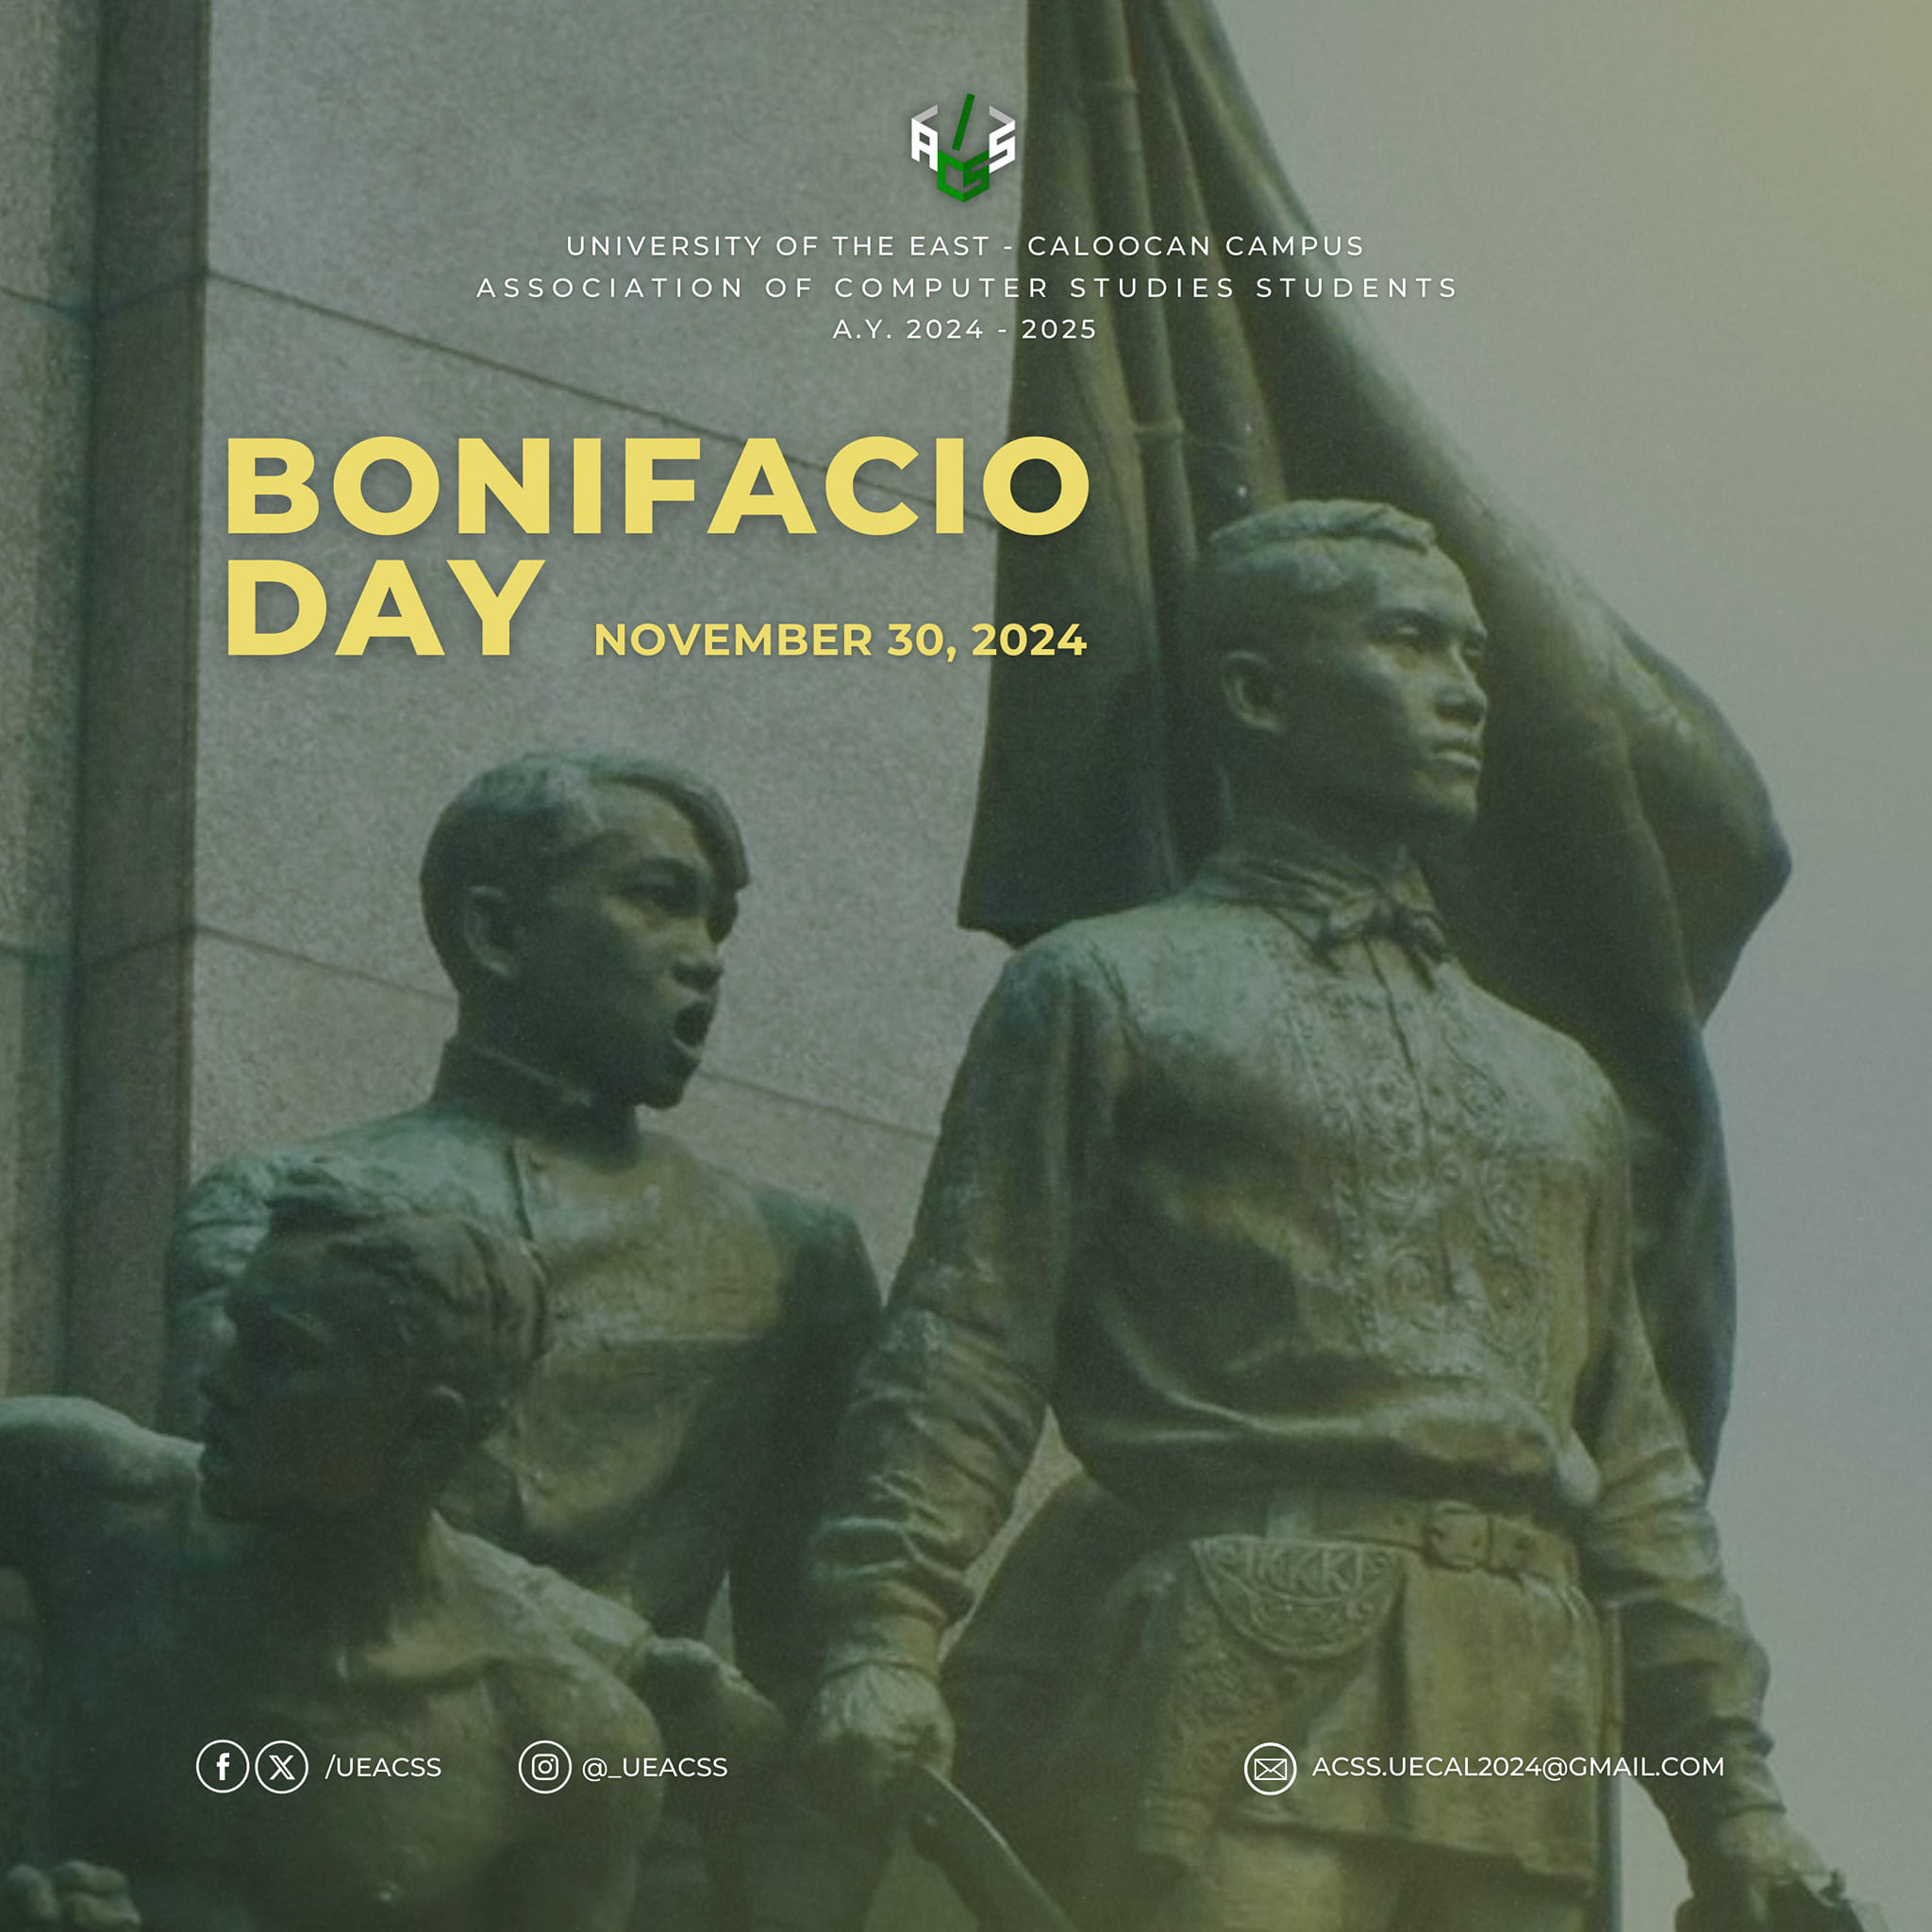 ACSS
UNIVERSITY OF THE EAST - CALOOCAN CAMPUS
ASSOCIATION OF COMPUTER STUDIES STUDENTS
A.Y. 2024 - 2025
BONIFACIO
DAY NOVEMBER 30, 2024
KKK
/UEACSS @_UEACSS ACSS.UECAL2024@GMAIL.COM